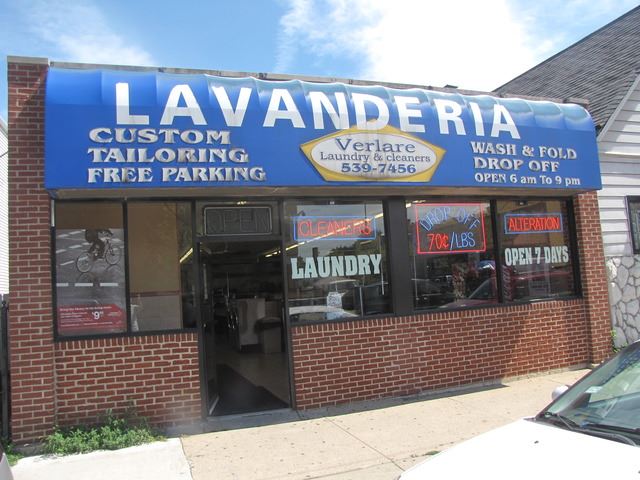 LAVANDERIA
CUSTOM
TAILORING
FREE PARKING
Verlare
Laundry & cleaners
539-7456
WASH & FOLD
DROP OFF
OPEN 6 am To 9 pm
OPEN
CLEANERS
LAUNDRY
DROP-OFF
70¢/LBS
ALTERATION
OPEN 7 DAYS
$9